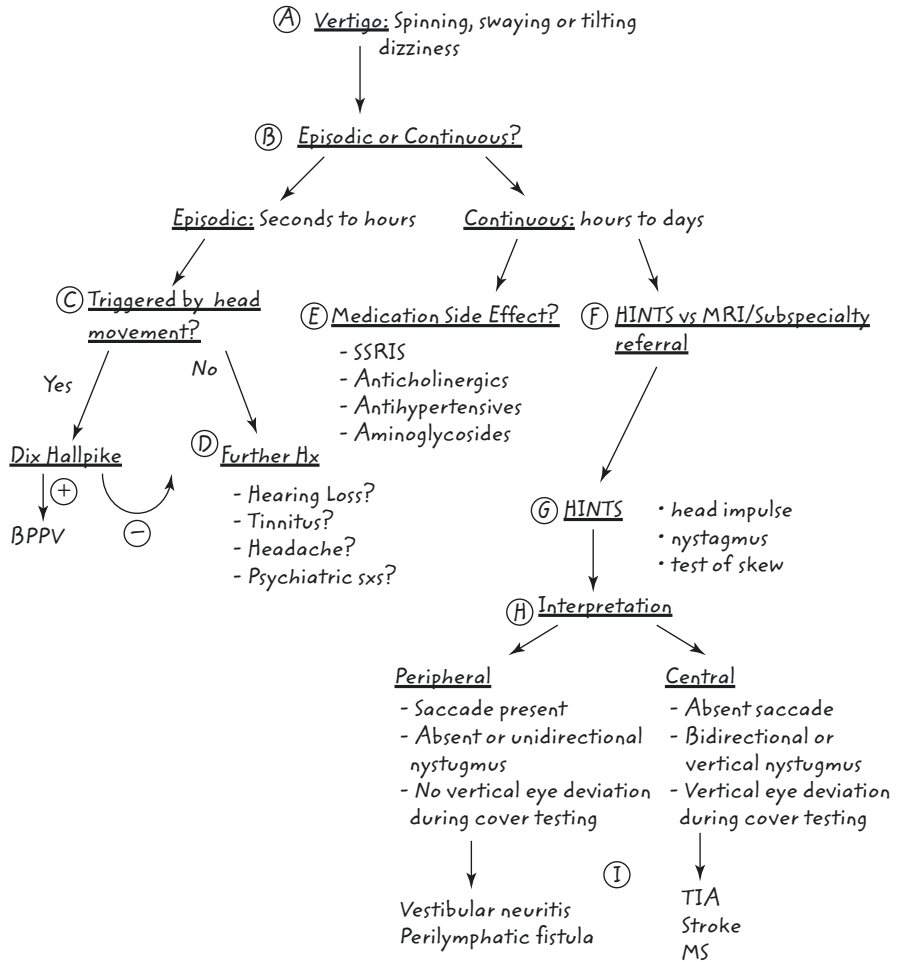 A Vertigo: Spinning, swaying or tilting
dizziness
B Episodic or Continuous?
Episodic: Seconds to hours
Continuous: hours to days
C Triggered by head
movement?
E Medication Side Effect?
- SSRIS
- Anticholinergics
- Antihypertensives
- Aminoglycosides
F HINTS vs MRI/Subspecialty
referral
Yes
No
Dix Hallpike
+
BPPV
−
D Further Hx
- Hearing Loss?
- Tinnitus?
- Headache?
- Psychiatric sxs?
G HINTS
• head impulse
• nystagmus
• test of skew
H Interpretation
Peripheral
- Saccade present
- Absent or unidirectional
nystugmus
- No vertical eye deviation
during cover testing
Central
- Absent saccade
- Bidirectional or
vertical nystugmus
- Vertical eye deviation
during cover testing
I
Vestibular neuritis
Perilymphatic fistula
TIA
Stroke
MS